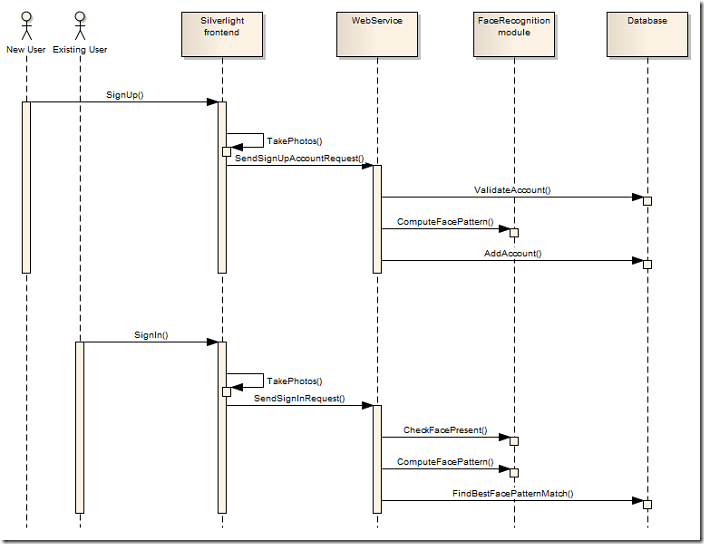 New User
Existing User
Silverlight
frontend
WebService
FaceRecognition
module
Database
SignUp()
TakePhotos()
SendSignUpAccountRequest()
ValidateAccount()
ComputeFacePattern()
AddAccount()
SignIn()
TakePhotos()
SendSignInRequest()
CheckFacePresent()
ComputeFacePattern()
FindBestFacePatternMatch()